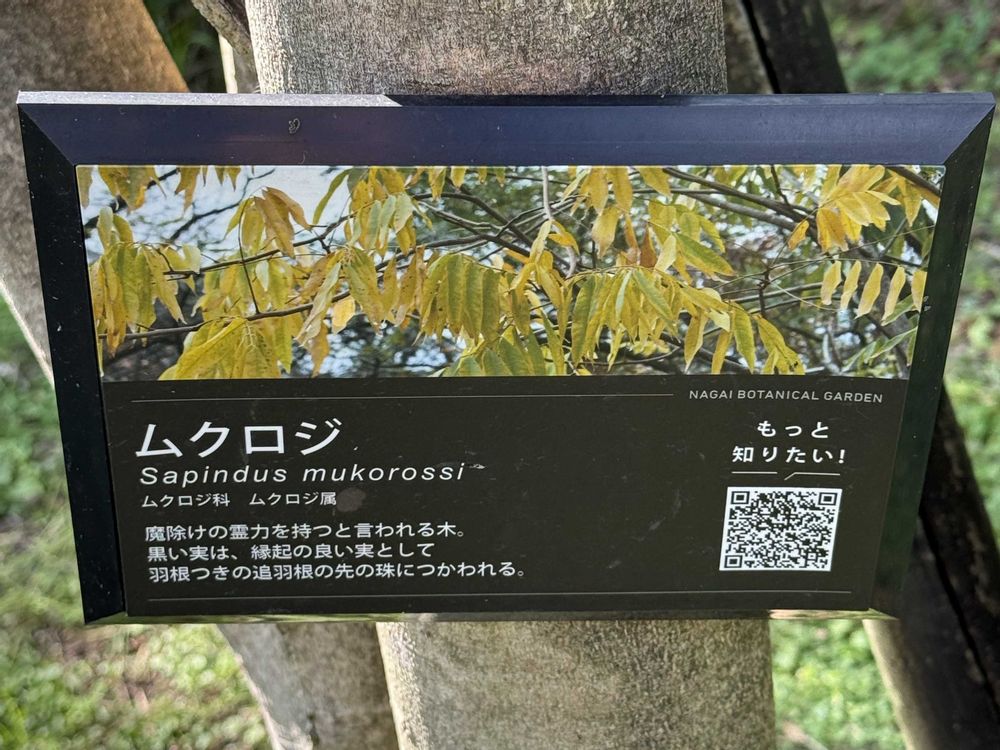 NAGAI BOTANICAL GARDEN
ムクロジ
Sapindus mukorossi
ムクロジ科 ムクロジ属
魔除けの霊力を持つと言われる木。
黒い実は、縁起の良い実として
羽根つきの追羽根の先の珠につかわれる。
もっと
知りたい!